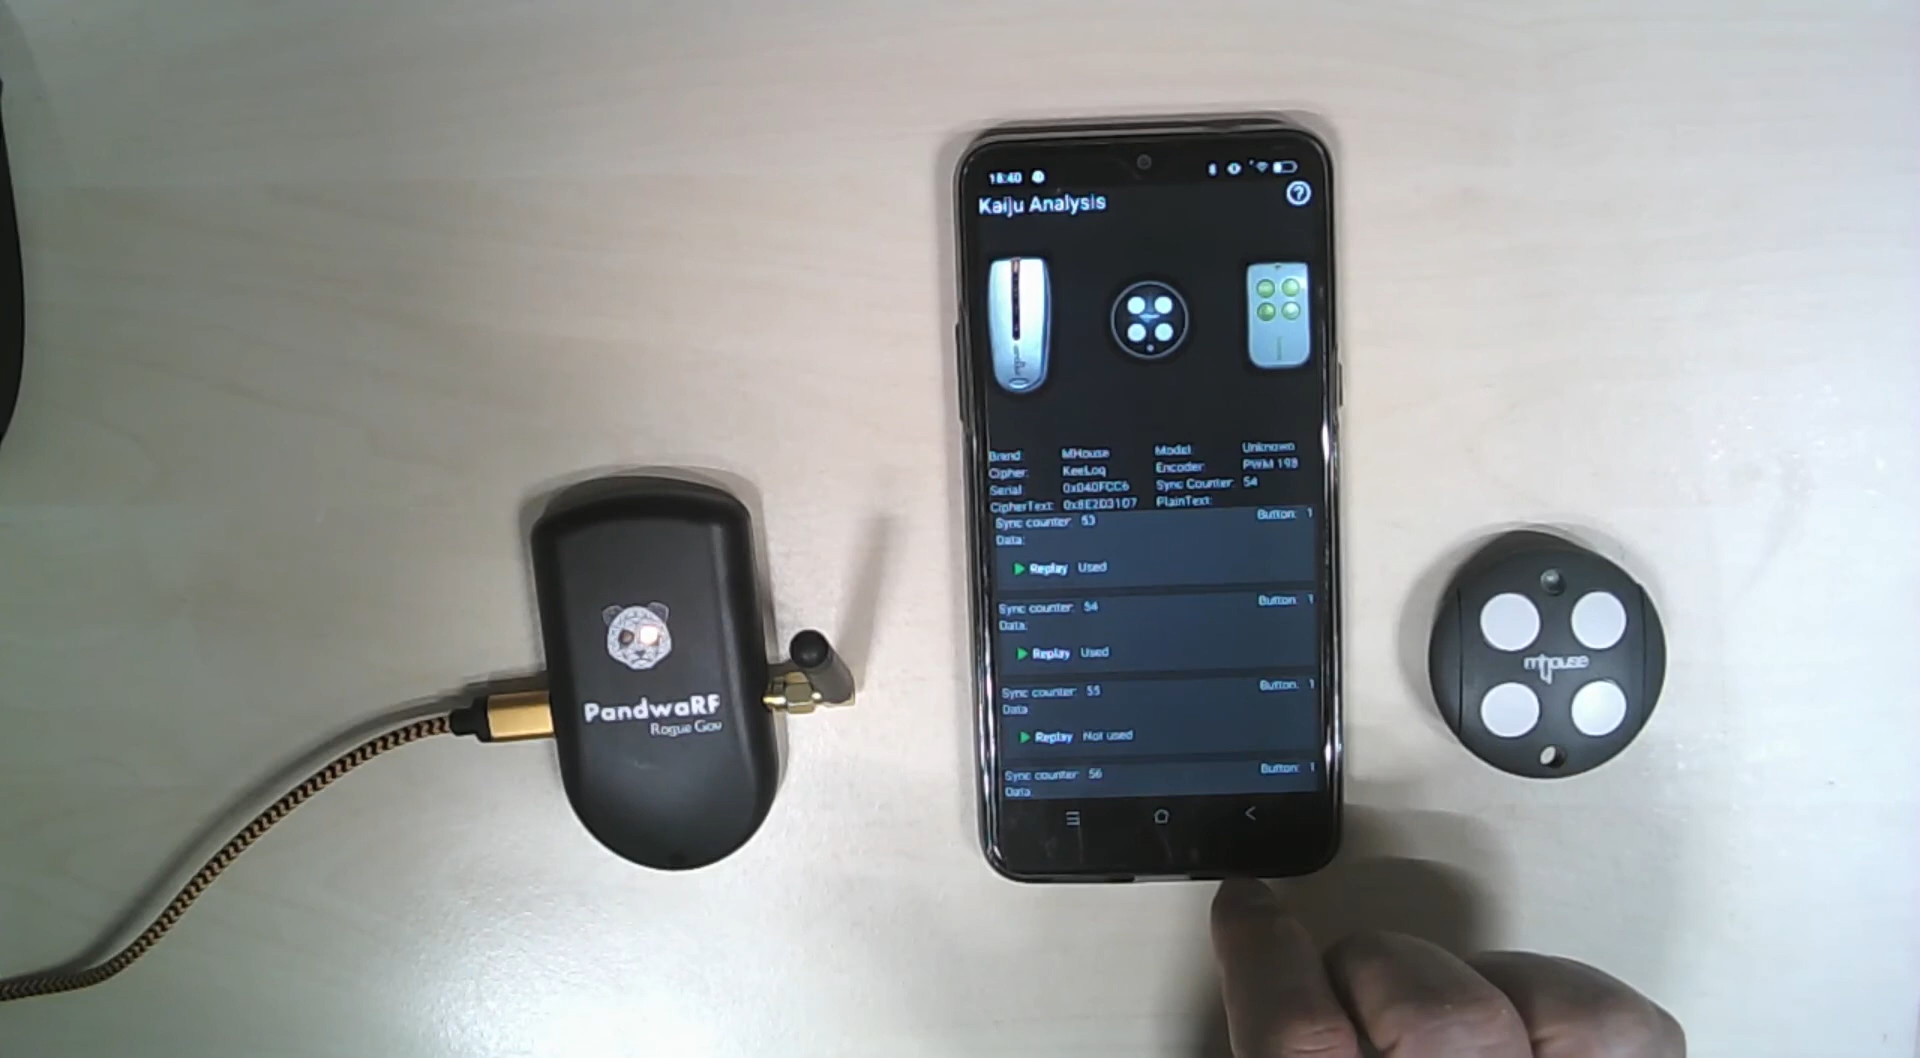 18:40
Kaiju Analysis
?
Brand MHouse Model Unknown
Cipher: KeeLoq Encoder PWM 198
Serial 0x040FCC6 Sync Counter: 54
CipherText: 0x8E2D3107 PlainText:
Sync counter: 53 Button: 1
Data:
Replay Used
Sync counter: 54 Button: 1
Data:
Replay Used
Sync counter: 55 Button: 1
Data
Replay Not used
Sync counter: 56 Button: 1
Data
PandwaRF
Rogue Gov
mhouse